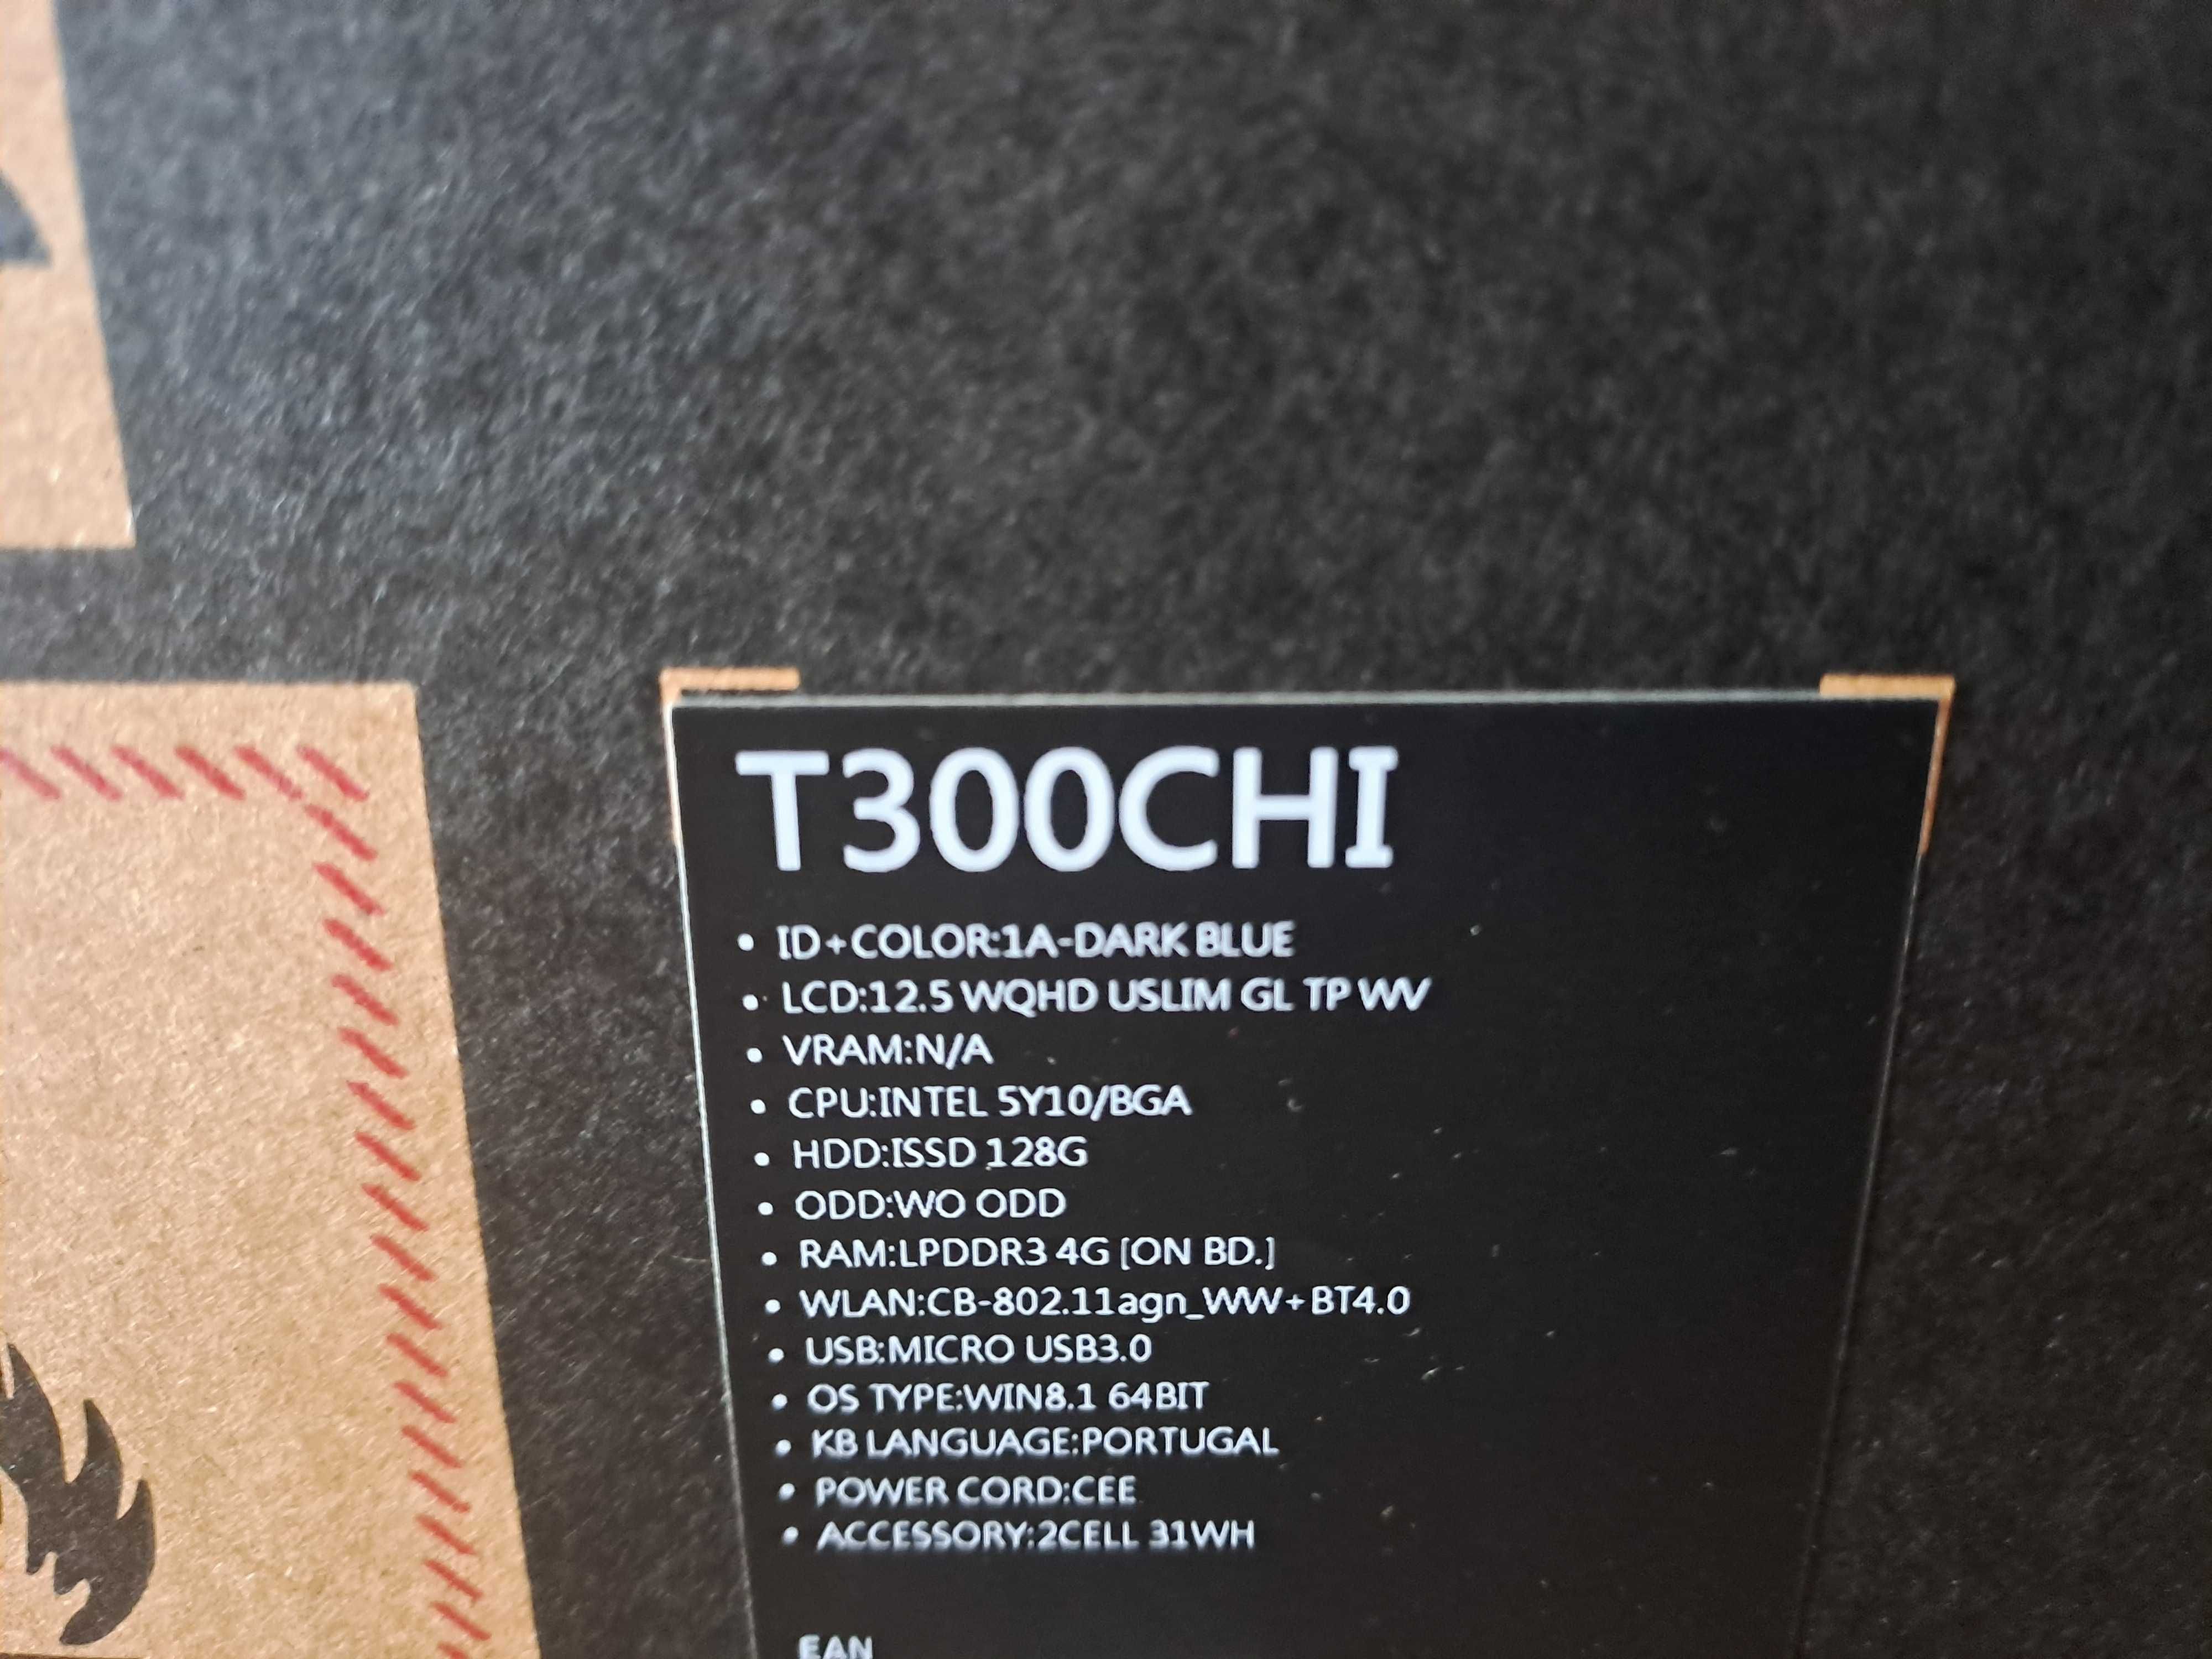 T300CHI
• ID+COLOR:1A-DARK BLUE
• LCD:12.5 WQHD USLIM GL TP WV
• VRAM:N/A
• CPU:INTEL 5Y10/BGA
• HDD:ISSD 128G
• ODD:WO ODD
• RAM:LPDDR3 4G [ON BD.]
• WLAN:CB-802.11agn_WW+BT4.0
• USB:MICRO USB3.0
• OS TYPE:WIN8.1 64BIT
• KB LANGUAGE:PORTUGAL
• POWER CORD:CEE
• ACCESSORY:2CELL 31WH
EAN